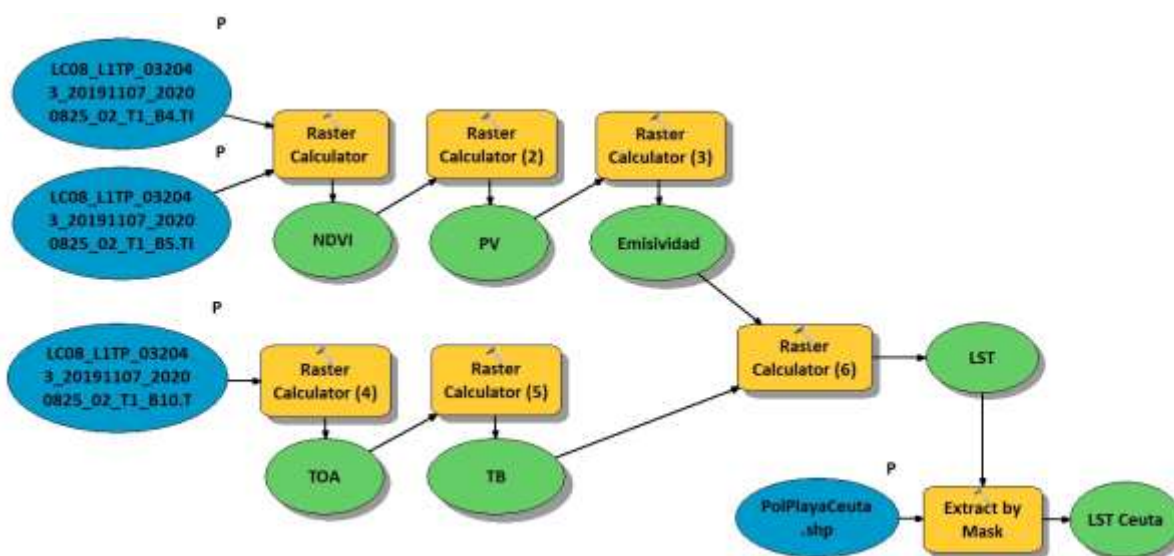 P
LC08_L1TP_03204
3_20191107_2020
0825_02_T1_B4.TI
Raster
Calculator
Raster
Calculator (2)
Raster
Calculator (3)
P
LC08_L1TP_03204
3_20191107_2020
0825_02_T1_B5.TI
NDVI
PV
Emisividad
P
LC08_L1TP_03204
3_20191107_2020
0825_02_T1_B10.T
Raster
Calculator (4)
Raster
Calculator (5)
Raster
Calculator (6)
LST
TOA
TB
P
PolPlayaCeuta
.shp
Extract by
Mask
LST Ceuta